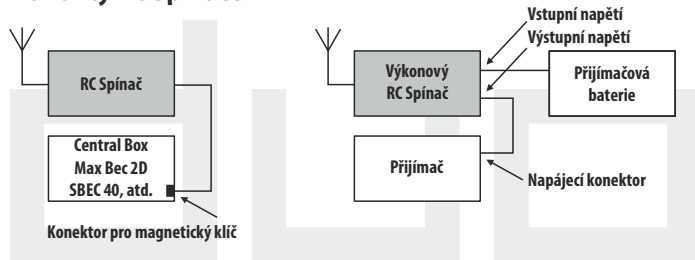 RC Spínač
Central Box
Max Bec 2D
SBEC 40, atd.
Konektor pro magnetický klíč
Vstupní napětí
Výstupní napětí
Výkonový
RC Spínač
Přijímačová
baterie
Přijímač
Napájecí konektor